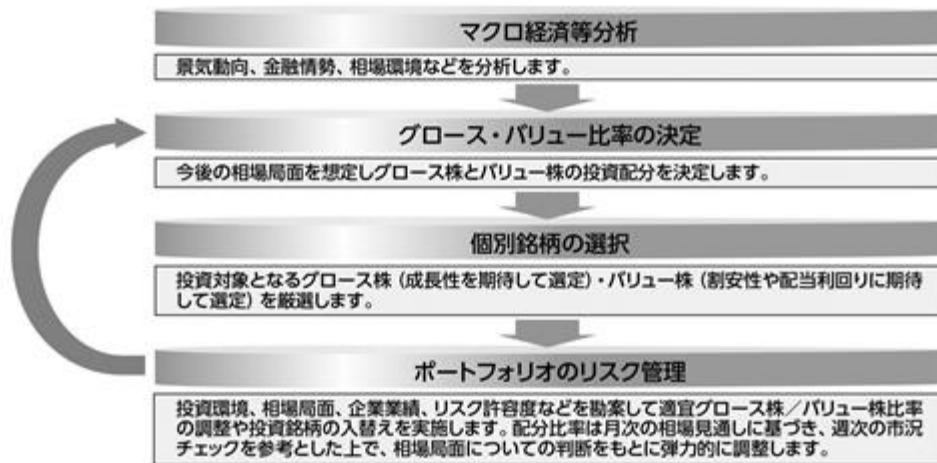 マクロ経済等分析
景気動向、金融情勢、相場環境などを分析します。
グロース・バリュー比率の決定
今後の相場局面を想定しグロース株とバリュー株の投資配分を決定します。
個別銘柄の選択
投資対象となるグロース株（成長性を期待して選定）・バリュー株（割安性や配当利回りに期待
して選定）を厳選します。
ポートフォリオのリスク管理
投資環境、相場局面、企業業績、リスク許容度などを勘案して適宜グロース株／バリュー株比率
の調整や投資銘柄の入替えを実施します。配分比率は月次の相場見通しに基づき、週次の市況
チェックを参考とした上で、相場局面についての判断をもとに弾力的に調整します。